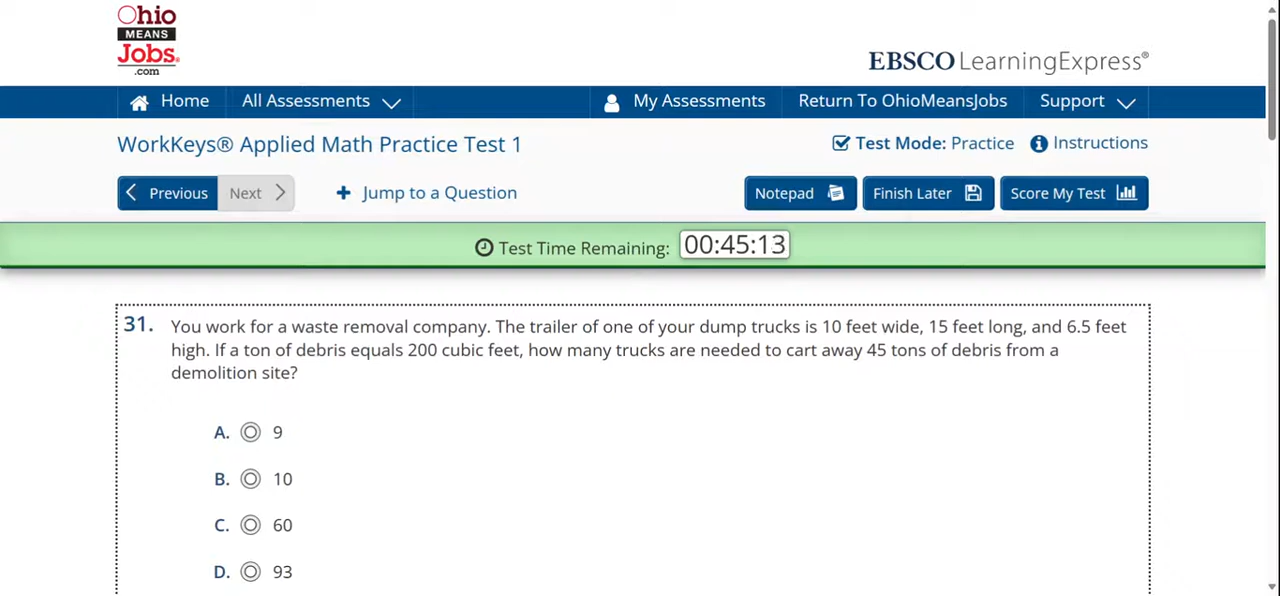 Ohio
MEANS
Jobs.
.com
EBSCO LearningExpress®
Home All Assessments My Assessments Return To OhioMeansJobs Support
WorkKeys® Applied Math Practice Test 1 Test Mode: Practice Instructions
Previous Next + Jump to a Question Notepad Finish Later Score My Test
Test Time Remaining: 00:45:13
31. You work for a waste removal company. The trailer of one of your dump trucks is 10 feet wide, 15 feet long, and 6.5 feet
high. If a ton of debris equals 200 cubic feet, how many trucks are needed to cart away 45 tons of debris from a
demolition site?
A. 9
B. 10
C. 60
D. 93